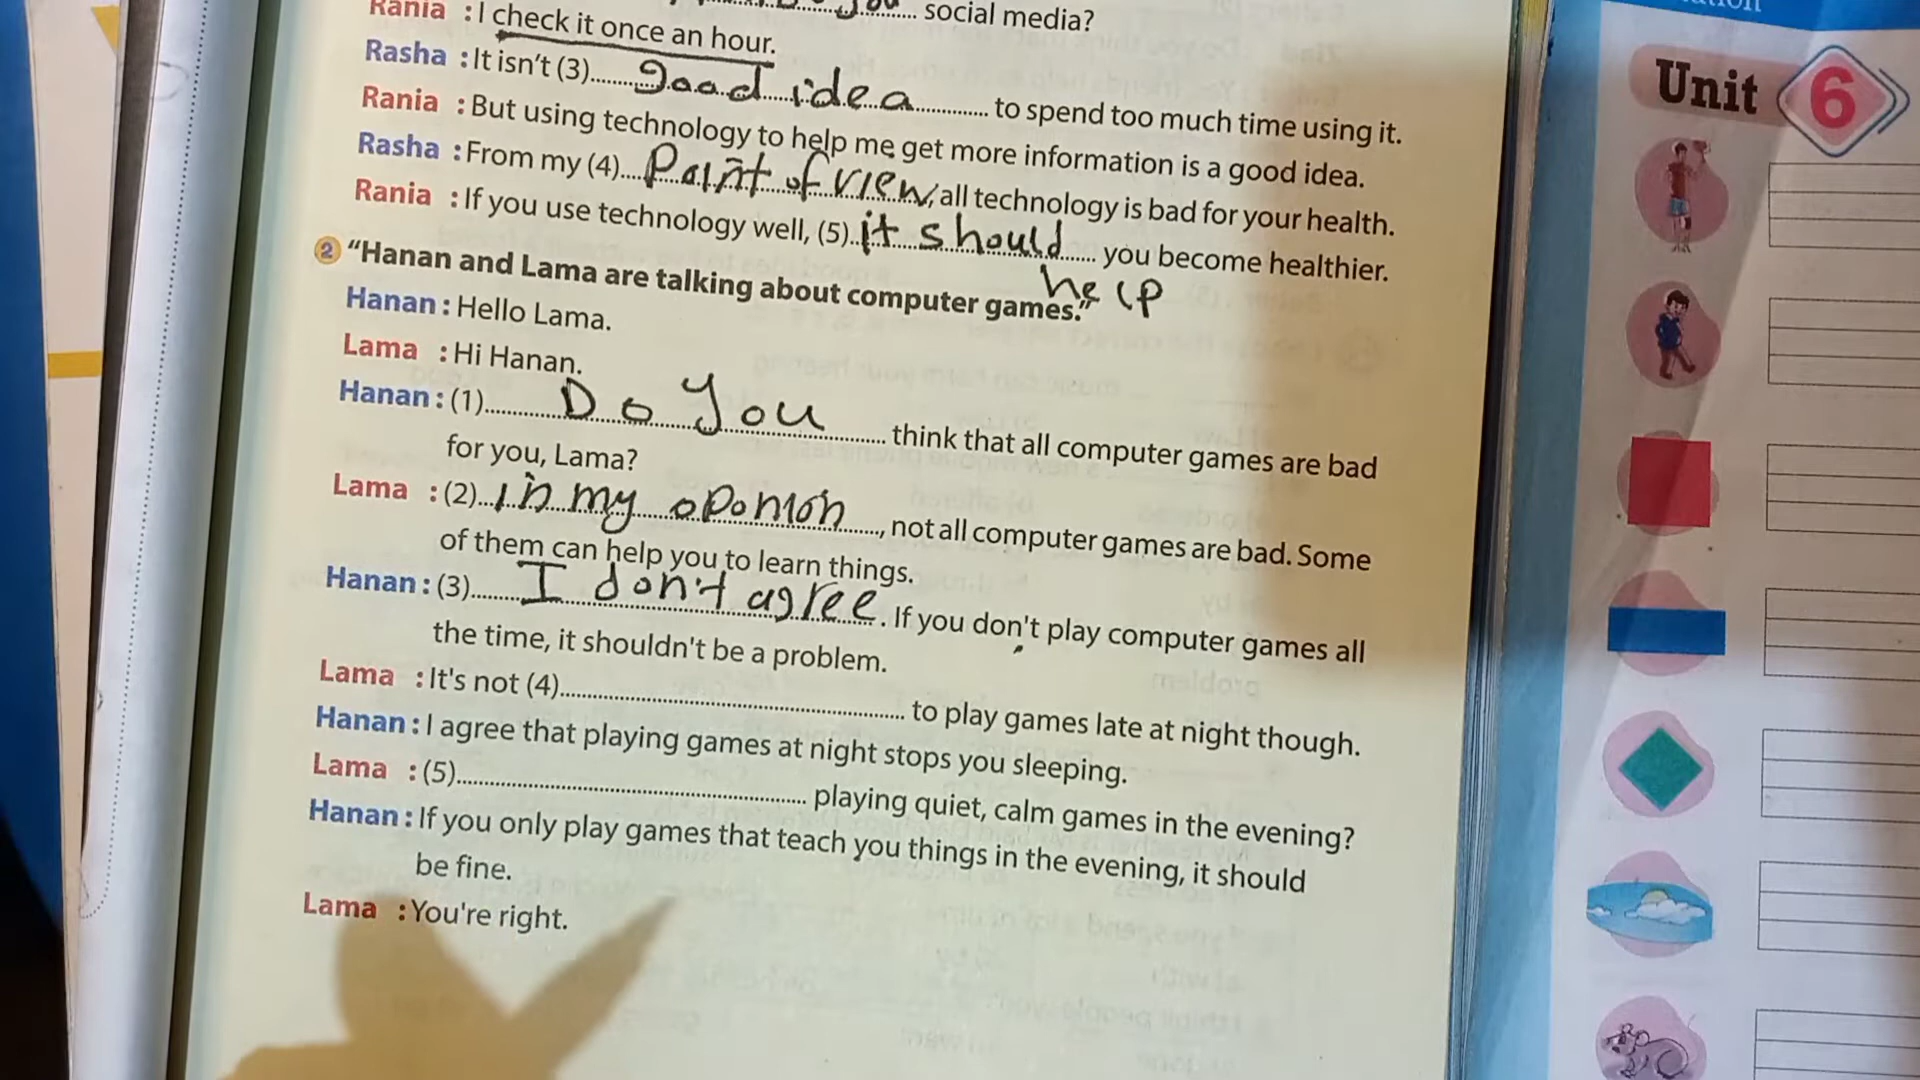 you social media?
Rania : I check it once an hour.
Rasha : It isn't (3)........good idea............ to spend too much time using it.
Rania : But using technology to help me get more information is a good idea.
Rasha : From my (4)....Point of view, all technology is bad for your health.
Rania : If you use technology well, (5)..it should...... you become healthier.
help
2 "Hanan and Lama are talking about computer games."
Hanan : Hello Lama.
Lama : Hi Hanan.
Hanan : (1).............Do You........... think that all computer games are bad
for you, Lama?
Lama : (2)...in my oponion......, not all computer games are bad. Some
of them can help you to learn things.
Hanan : (3)........I don't agree. If you don't play computer games all
the time, it shouldn't be a problem.
Lama : It's not (4)............................................................ to play games late at night though.
Hanan : I agree that playing games at night stops you sleeping.
Lama : (5)............................................................ playing quiet, calm games in the evening?
Hanan : If you only play games that teach you things in the evening, it should
be fine.
Lama : You're right.
Unit 6